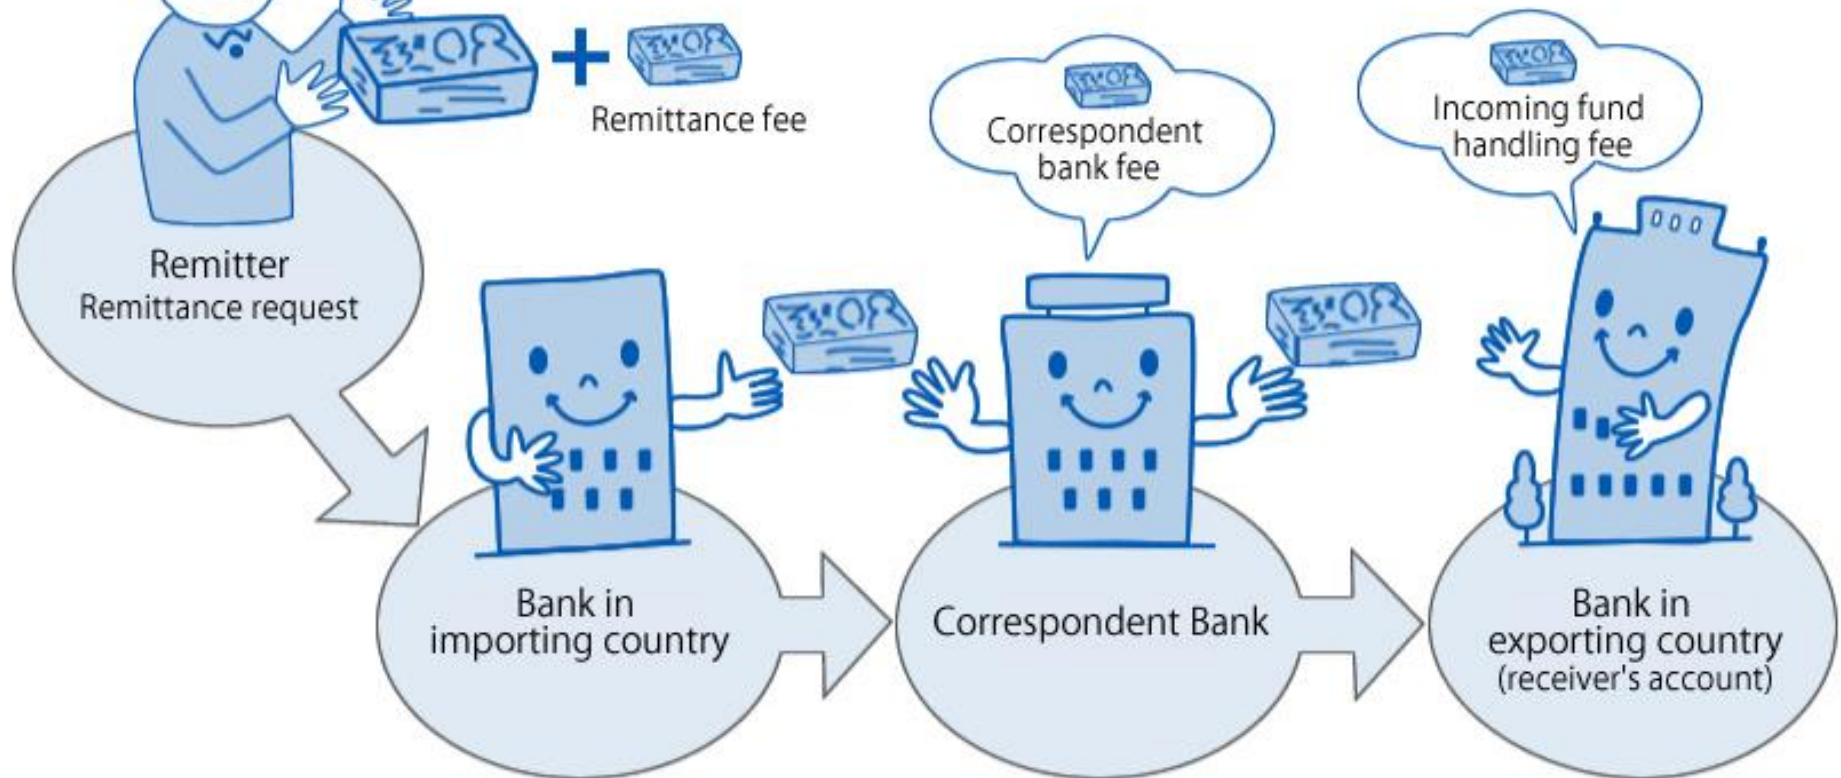 Remittance fee
Correspondent
bank fee
Incoming fund
handling fee
Remitter
Remittance request
Bank in
importing country
Correspondent Bank
Bank in
exporting country
(receiver's account)